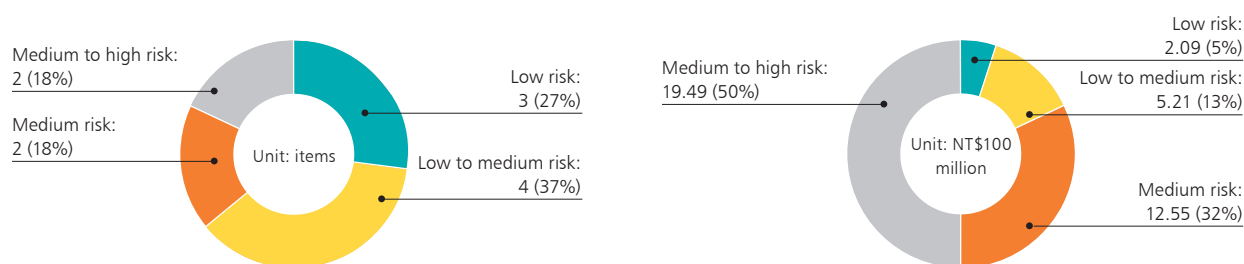 Medium to high risk:
2 (18%)
Medium risk:
2 (18%)
Unit: items
Low risk:
3 (27%)
Low to medium risk:
4 (37%)
Medium to high risk:
19.49 (50%)
Unit: NT$100
million
Low risk:
2.09 (5%)
Low to medium risk:
5.21 (13%)
Medium risk:
12.55 (32%)